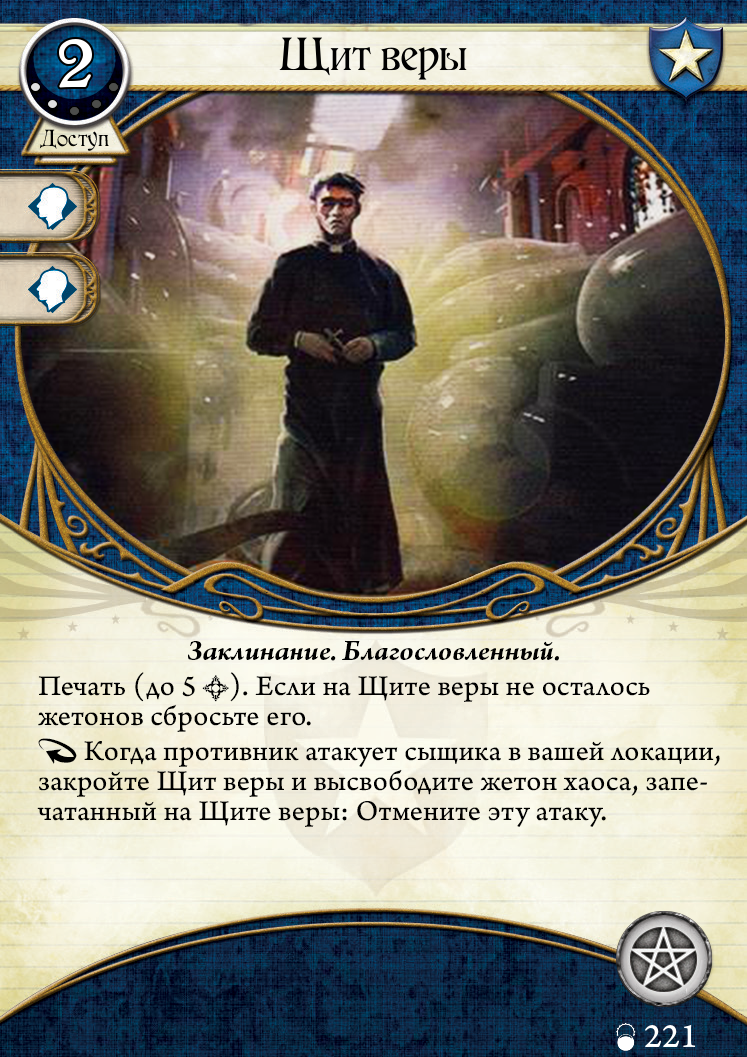 2
Щит веры
Доступ
Заклинание. Благословленный.
Печать (до 5 ). Если на Щите веры не осталось
жетонов сбросьте его.
Когда противник атакует сыщика в вашей локации,
закройте Щит веры и высвободите жетон хаоса, запе-
чатанный на Щите веры: Отмените эту атаку.
221